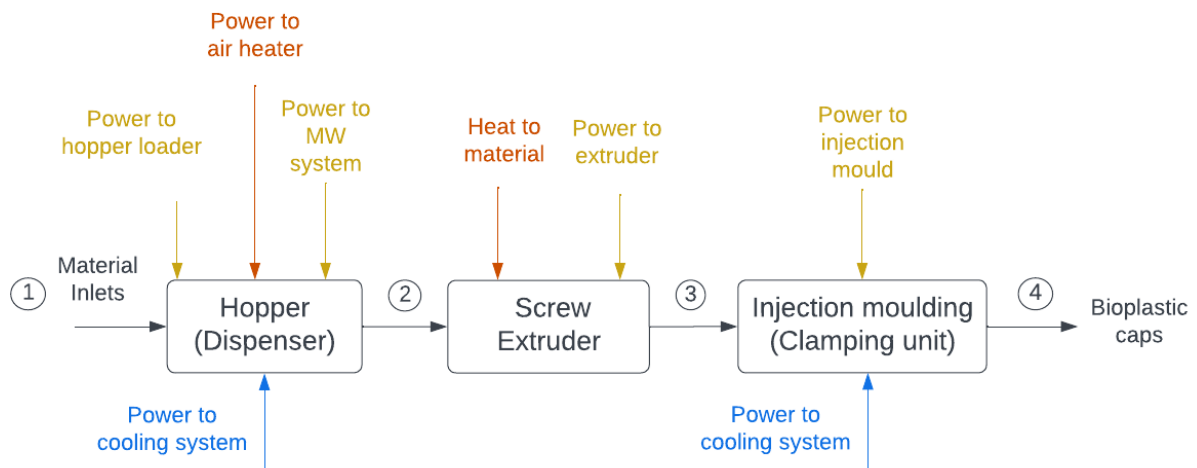 Power to
air heater
Power to
hopper loader
Power to
MW
system
Heat to
material
Power to
extruder
Power to
injection
mould
1
Material
Inlets
Hopper
(Dispenser)
2
Screw
Extruder
3
Injection moulding
(Clamping unit)
4
Bioplastic
caps
Power to
cooling system
Power to
cooling system